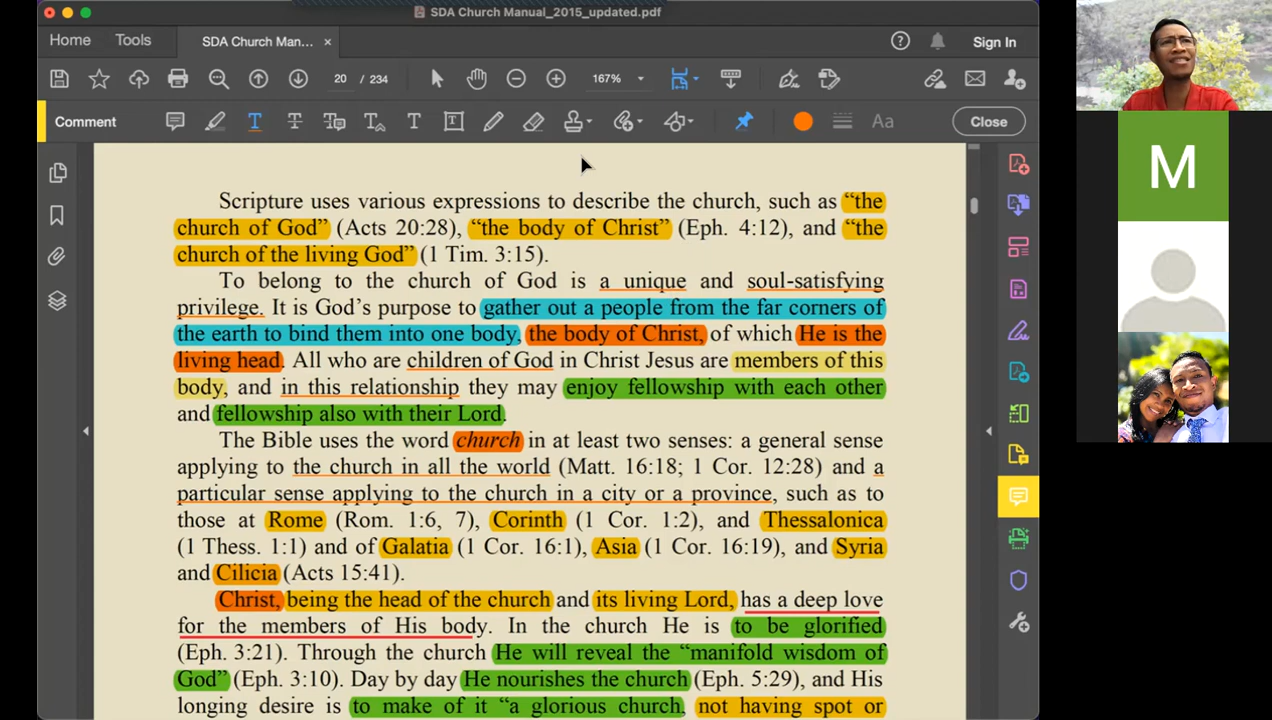 SDA Church Manual_2015_updated.pdf
Home Tools SDA Church Man... × Sign In
20 / 234 167%
Comment Aa Close
Scripture uses various expressions to describe the church, such as “the
church of God” (Acts 20:28), “the body of Christ” (Eph. 4:12), and “the
church of the living God” (1 Tim. 3:15).
To belong to the church of God is a unique and soul-satisfying
privilege. It is God’s purpose to gather out a people from the far corners of
the earth to bind them into one body, the body of Christ, of which He is the
living head. All who are children of God in Christ Jesus are members of this
body, and in this relationship they may enjoy fellowship with each other
and fellowship also with their Lord.
The Bible uses the word church in at least two senses: a general sense
applying to the church in all the world (Matt. 16:18; 1 Cor. 12:28) and a
particular sense applying to the church in a city or a province, such as to
those at Rome (Rom. 1:6, 7), Corinth (1 Cor. 1:2), and Thessalonica
(1 Thess. 1:1) and of Galatia (1 Cor. 16:1), Asia (1 Cor. 16:19), and Syria
and Cilicia (Acts 15:41).
Christ, being the head of the church and its living Lord, has a deep love
for the members of His body. In the church He is to be glorified
(Eph. 3:21). Through the church He will reveal the “manifold wisdom of
God” (Eph. 3:10). Day by day He nourishes the church (Eph. 5:29), and His
longing desire is to make of it “a glorious church, not having spot or
M